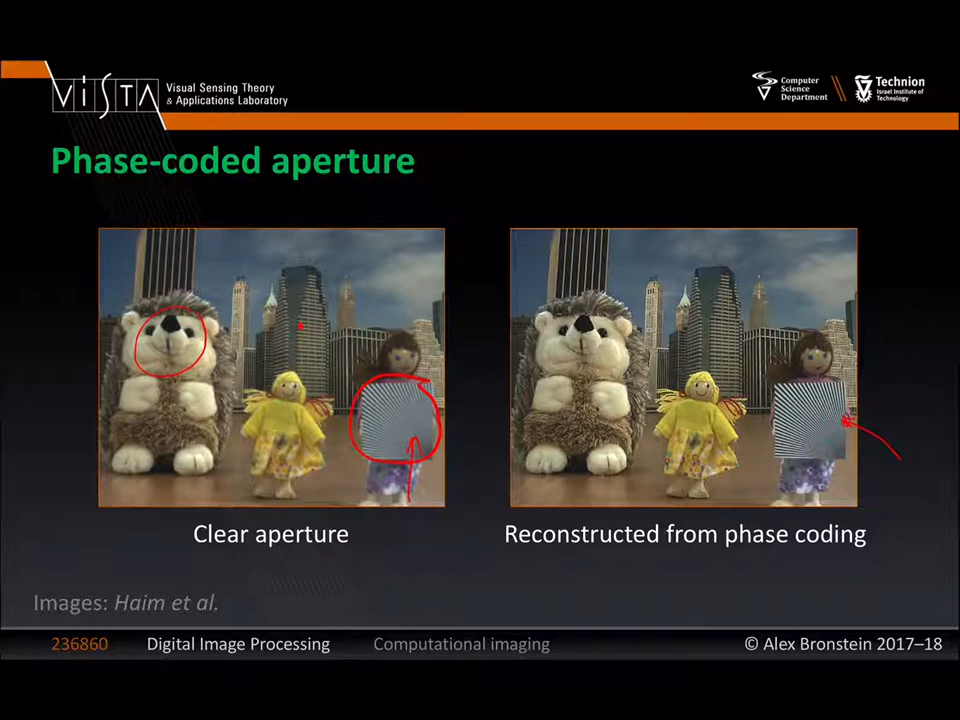 VISTA
Visual Sensing Theory
& Applications Laboratory
Computer
Science
Department
Technion
Israel Institute of
Technology
Phase-coded aperture
Clear aperture
Reconstructed from phase coding
Images: Haim et al.
236860 Digital Image Processing Computational imaging © Alex Bronstein 2017–18